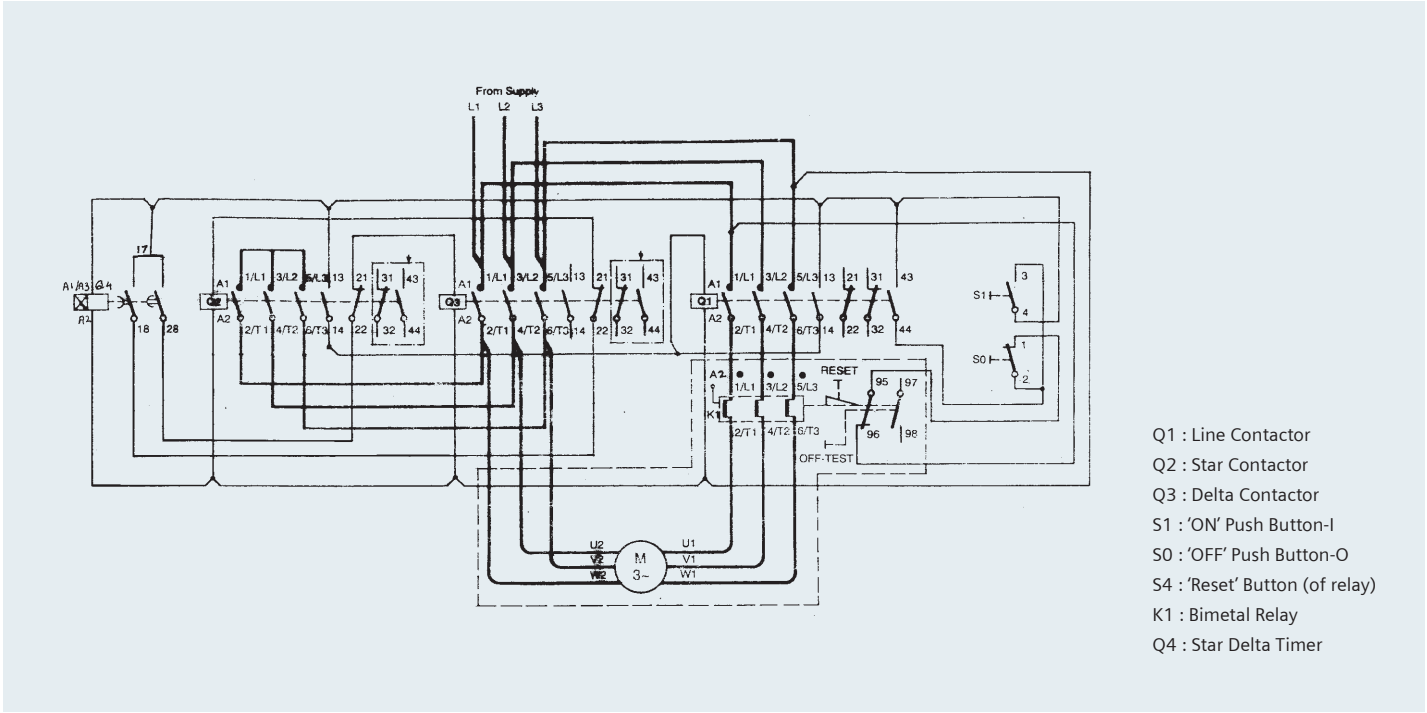 From Supply
L1 L2 L3
17
A1/A3 Q4
A2
18 28
A1 1/L1 3/L2 5/L3 13 21 31 43
Q2
A2 2/T1 4/T2 6/T3 14 22 32 44
A1 1/L1 3/L2 5/L3 13 21 31 43
Q3
A2 2/T1 4/T2 6/T3 14 22 32 44
A1 1/L1 3/L2 5/L3 13 21 31 43
Q1
A2 2/T1 4/T2 6/T3 14 22 32 44
3
S1
4
1
S0
2
A2 1/L1 3/L2 5/L3 RESET 95 97
K1
2/T1 4/T2 6/T3 OFF-TEST 96 98
U2 U1
V2 M V1
W2 3~ W1
Q1 : Line Contactor
Q2 : Star Contactor
Q3 : Delta Contactor
S1 : ‘ON’ Push Button-I
S0 : ‘OFF’ Push Button-O
S4 : ‘Reset’ Button (of relay)
K1 : Bimetal Relay
Q4 : Star Delta Timer